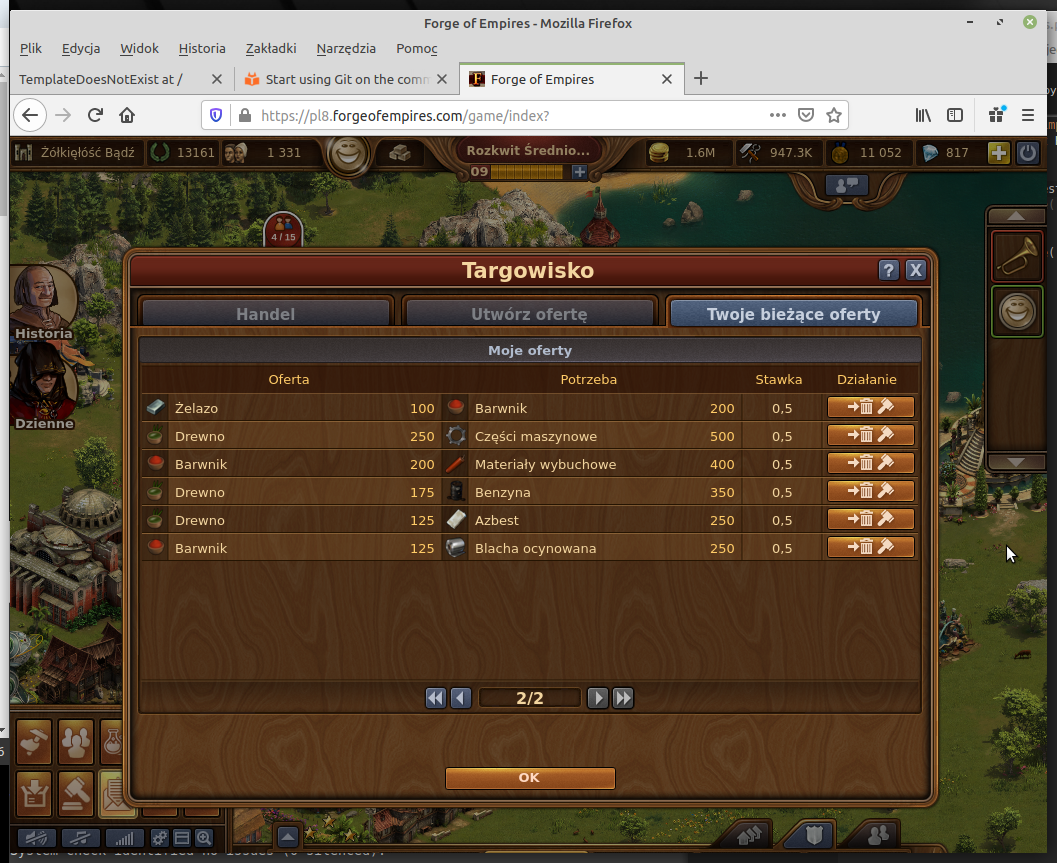 Forge of Empires - Mozilla Firefox
Plik Edycja Widok Historia Zakładki Narzędzia Pomoc
TemplateDoesNotExist at /
Start using Git on the comm
Forge of Empires
https://pl8.forgeofempires.com/game/index?
Żółkięłość Bądź 13161 1 331 Rozkwit Średnio... 1.6M 947.3K 11 052 817
09
4 / 15
Targowisko ? X
Handel Utwórz ofertę Twoje bieżące oferty
Historia
Moje oferty
Oferta Potrzeba Stawka Działanie
Żelazo 100 Barwnik 200 0,5
Dzienne
Drewno 250 Części maszynowe 500 0,5
Barwnik 200 Materiały wybuchowe 400 0,5
Drewno 175 Benzyna 350 0,5
Drewno 125 Azbest 250 0,5
Barwnik 125 Blacha ocynowana 250 0,5
2/2
OK